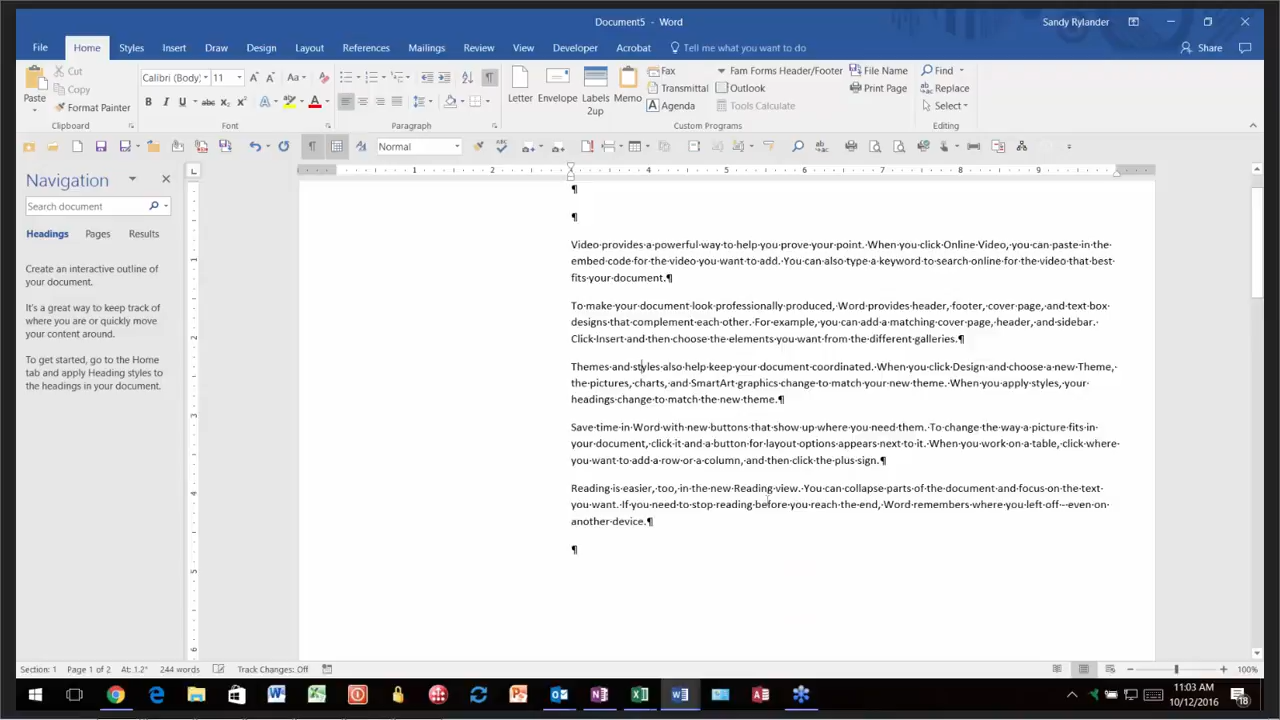 Document5 - Word
Sandy Rylander
File Home Styles Insert Draw Design Layout References Mailings Review View Developer Acrobat Tell me what you want to do Share
Cut
Copy
Format Painter
Paste
Clipboard
Calibri (Body) 11
Font
Paragraph
Letter Envelope Labels 2up Memo
Fax
Transmittal
Agenda
Fam Forms Header/Footer
Outlook
Tools Calculate
File Name
Print Page
Custom Programs
Find
Replace
Select
Editing
Normal
Navigation
Search document
Headings Pages Results
Create an interactive outline of
your document.
It's a great way to keep track of
where you are or quickly move
your content around.
To get started, go to the Home
tab and apply Heading styles to
the headings in your document.
1 2 4 5 6 7 8 9
1
2
3
4
5
6
¶
¶
Video·provides·a·powerful·way·to·help·you·prove·your·point.·When·you·click·Online·Video,·you·can·paste·in·the·
embed·code·for·the·video·you·want·to·add.·You·can·also·type·a·keyword·to·search·online·for·the·video·that·best·
fits·your·document.¶
To·make·your·document·look·professionally·produced,·Word·provides·header,·footer,·cover·page,·and·text·box·
designs·that·complement·each·other.·For·example,·you·can·add·a·matching·cover·page,·header,·and·sidebar.·
Click·Insert·and·then·choose·the·elements·you·want·from·the·different·galleries.¶
Themes·and·styles·also·help·keep·your·document·coordinated.·When·you·click·Design·and·choose·a·new·Theme,·
the·pictures,·charts,·and·SmartArt·graphics·change·to·match·your·new·theme.·When·you·apply·styles,·your·
headings·change·to·match·the·new·theme.¶
Save·time·in·Word·with·new·buttons·that·show·up·where·you·need·them.·To·change·the·way·a·picture·fits·in·
your·document,·click·it·and·a·button·for·layout·options·appears·next·to·it.·When·you·work·on·a·table,·click·where·
you·want·to·add·a·row·or·a·column,·and·then·click·the·plus·sign.¶
Reading·is·easier,·too,·in·the·new·Reading·view.·You·can·collapse·parts·of·the·document·and·focus·on·the·text·
you·want.·If·you·need·to·stop·reading·before·you·reach·the·end,·Word·remembers·where·you·left·off·-·even·on·
another·device.¶
¶
Section: 1 Page 1 of 2 At: 1.2" 244 words Track Changes: Off 100%
11:03 AM
10/12/2016
18